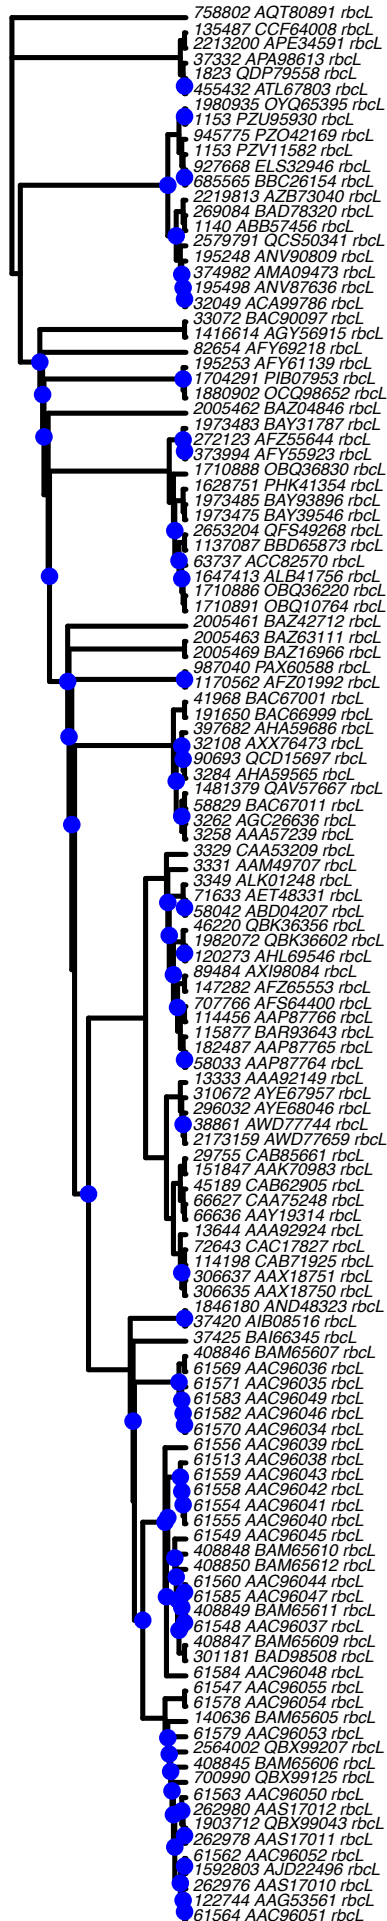 758802 AQT80891 rbcL
135487 CCF64008 rbcL
2213200 APE34591 rbcL
37332 APA98613 rbcL
1823 QDP79558 rbcL
455432 ATL67803 rbcL
1980935 OYQ65395 rbcL
1153 PZU95930 rbcL
945775 PZO42169 rbcL
1153 PZV11582 rbcL
927668 ELS32946 rbcL
685565 BBC26154 rbcL
2219813 AZB73040 rbcL
269084 BAD78320 rbcL
1140 ABB57456 rbcL
2579791 QCS50341 rbcL
195248 ANV90809 rbcL
374982 AMA09473 rbcL
195498 ANV87636 rbcL
32049 ACA99786 rbcL
33072 BAC90097 rbcL
1416614 AGY56915 rbcL
82654 AFY69218 rbcL
195253 AFY61139 rbcL
1704291 PIB07953 rbcL
1880902 OCQ98652 rbcL
2005462 BAZ04846 rbcL
1973483 BAY31787 rbcL
272123 AFZ55644 rbcL
373994 AFY55923 rbcL
1710888 OBQ36830 rbcL
1628751 PHK41354 rbcL
1973485 BAY93896 rbcL
1973475 BAY39546 rbcL
2653204 QFS49268 rbcL
1137087 BBD65873 rbcL
63737 ACC82570 rbcL
1647413 ALB41756 rbcL
1710886 OBQ36220 rbcL
1710891 OBQ10764 rbcL
2005461 BAZ42712 rbcL
2005463 BAZ63111 rbcL
2005469 BAZ16966 rbcL
987040 PAX60588 rbcL
1170562 AFZ01992 rbcL
41968 BAC67001 rbcL
191650 BAC66999 rbcL
397682 AHA59686 rbcL
32108 AXX76473 rbcL
90693 QCD15697 rbcL
3284 AHA59565 rbcL
1481379 QAV57667 rbcL
58829 BAC67011 rbcL
3262 AGC26636 rbcL
3258 AAA57239 rbcL
3329 CAA53209 rbcL
3331 AAM49707 rbcL
3349 ALK01248 rbcL
71633 AET48331 rbcL
58042 ABD04207 rbcL
46220 QBK36356 rbcL
1982072 QBK36602 rbcL
120273 AHL69546 rbcL
89484 AXI98084 rbcL
147282 AFZ65553 rbcL
707766 AFS64400 rbcL
114456 AAP87766 rbcL
115877 BAR93643 rbcL
182487 AAP87765 rbcL
58033 AAP87764 rbcL
13333 AAA92149 rbcL
310672 AYE67957 rbcL
296032 AYE68046 rbcL
38861 AWD77744 rbcL
2173159 AWD77659 rbcL
29755 CAB85661 rbcL
151847 AAK70983 rbcL
45189 CAB62905 rbcL
66627 CAA75248 rbcL
66636 AAY19314 rbcL
13644 AAA92924 rbcL
72643 CAC17827 rbcL
114198 CAB71925 rbcL
306637 AAX18751 rbcL
306635 AAX18750 rbcL
1846180 AND48323 rbcL
37420 AIB08516 rbcL
37425 BAI66345 rbcL
408846 BAM65607 rbcL
61569 AAC96036 rbcL
61571 AAC96035 rbcL
61583 AAC96049 rbcL
61582 AAC96046 rbcL
61570 AAC96034 rbcL
61556 AAC96039 rbcL
61513 AAC96038 rbcL
61559 AAC96043 rbcL
61558 AAC96042 rbcL
61554 AAC96041 rbcL
61555 AAC96040 rbcL
61549 AAC96045 rbcL
408848 BAM65610 rbcL
408850 BAM65612 rbcL
61560 AAC96044 rbcL
61585 AAC96047 rbcL
408849 BAM65611 rbcL
61548 AAC96037 rbcL
408847 BAM65609 rbcL
301181 BAD98508 rbcL
61584 AAC96048 rbcL
61547 AAC96055 rbcL
61578 AAC96054 rbcL
140636 BAM65605 rbcL
61579 AAC96053 rbcL
2564002 QBX99207 rbcL
408845 BAM65606 rbcL
700990 QBX99125 rbcL
61563 AAC96050 rbcL
262980 AAS17012 rbcL
1903712 QBX99043 rbcL
262978 AAS17011 rbcL
61562 AAC96052 rbcL
1592803 AJD22496 rbcL
262976 AAS17010 rbcL
122744 AAG53561 rbcL
61564 AAC96051 rbcL